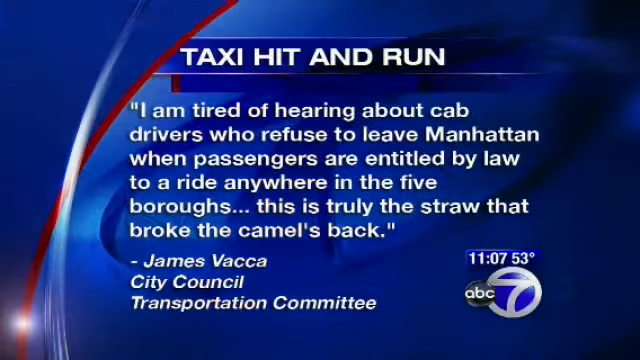 TAXI HIT AND RUN
"I am tired of hearing about cab
drivers who refuse to leave Manhattan
when passengers are entitled by law
to a ride anywhere in the five
boroughs... this is truly the straw that
broke the camel's back."
- James Vacca
City Council
Transportation Committee
11:07 53°
abc 7